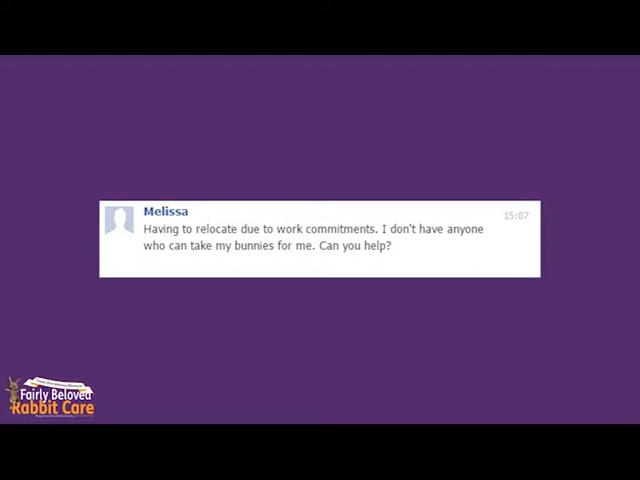 Melissa
15:07
Having to relocate due to work commitments. I don't have anyone
who can take my bunnies for me. Can you help?
Fairly Beloved
Rabbit Care